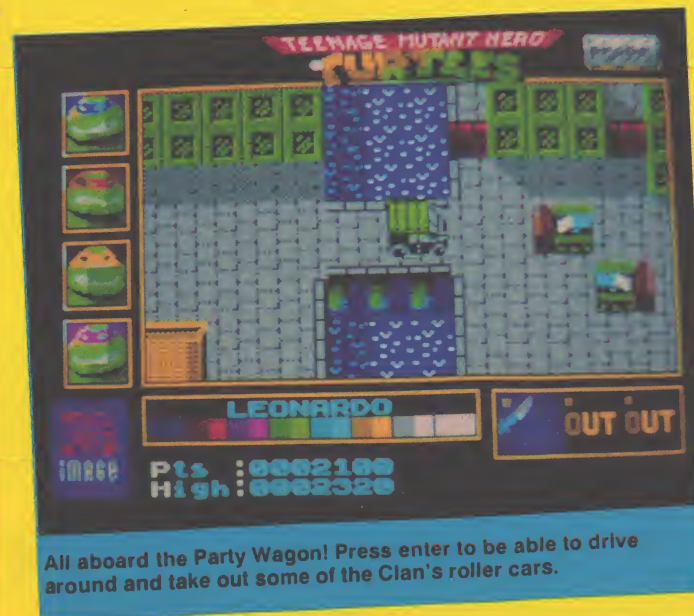 TEENAGE MUTANT HERO
TURTLES
PROBE
LEONARDO
OUT OUT
IMAGE
Pts :0002100
High:0002320
All aboard the Party Wagon! Press enter to be able to drive
around and take out some of the Clan's roller cars.